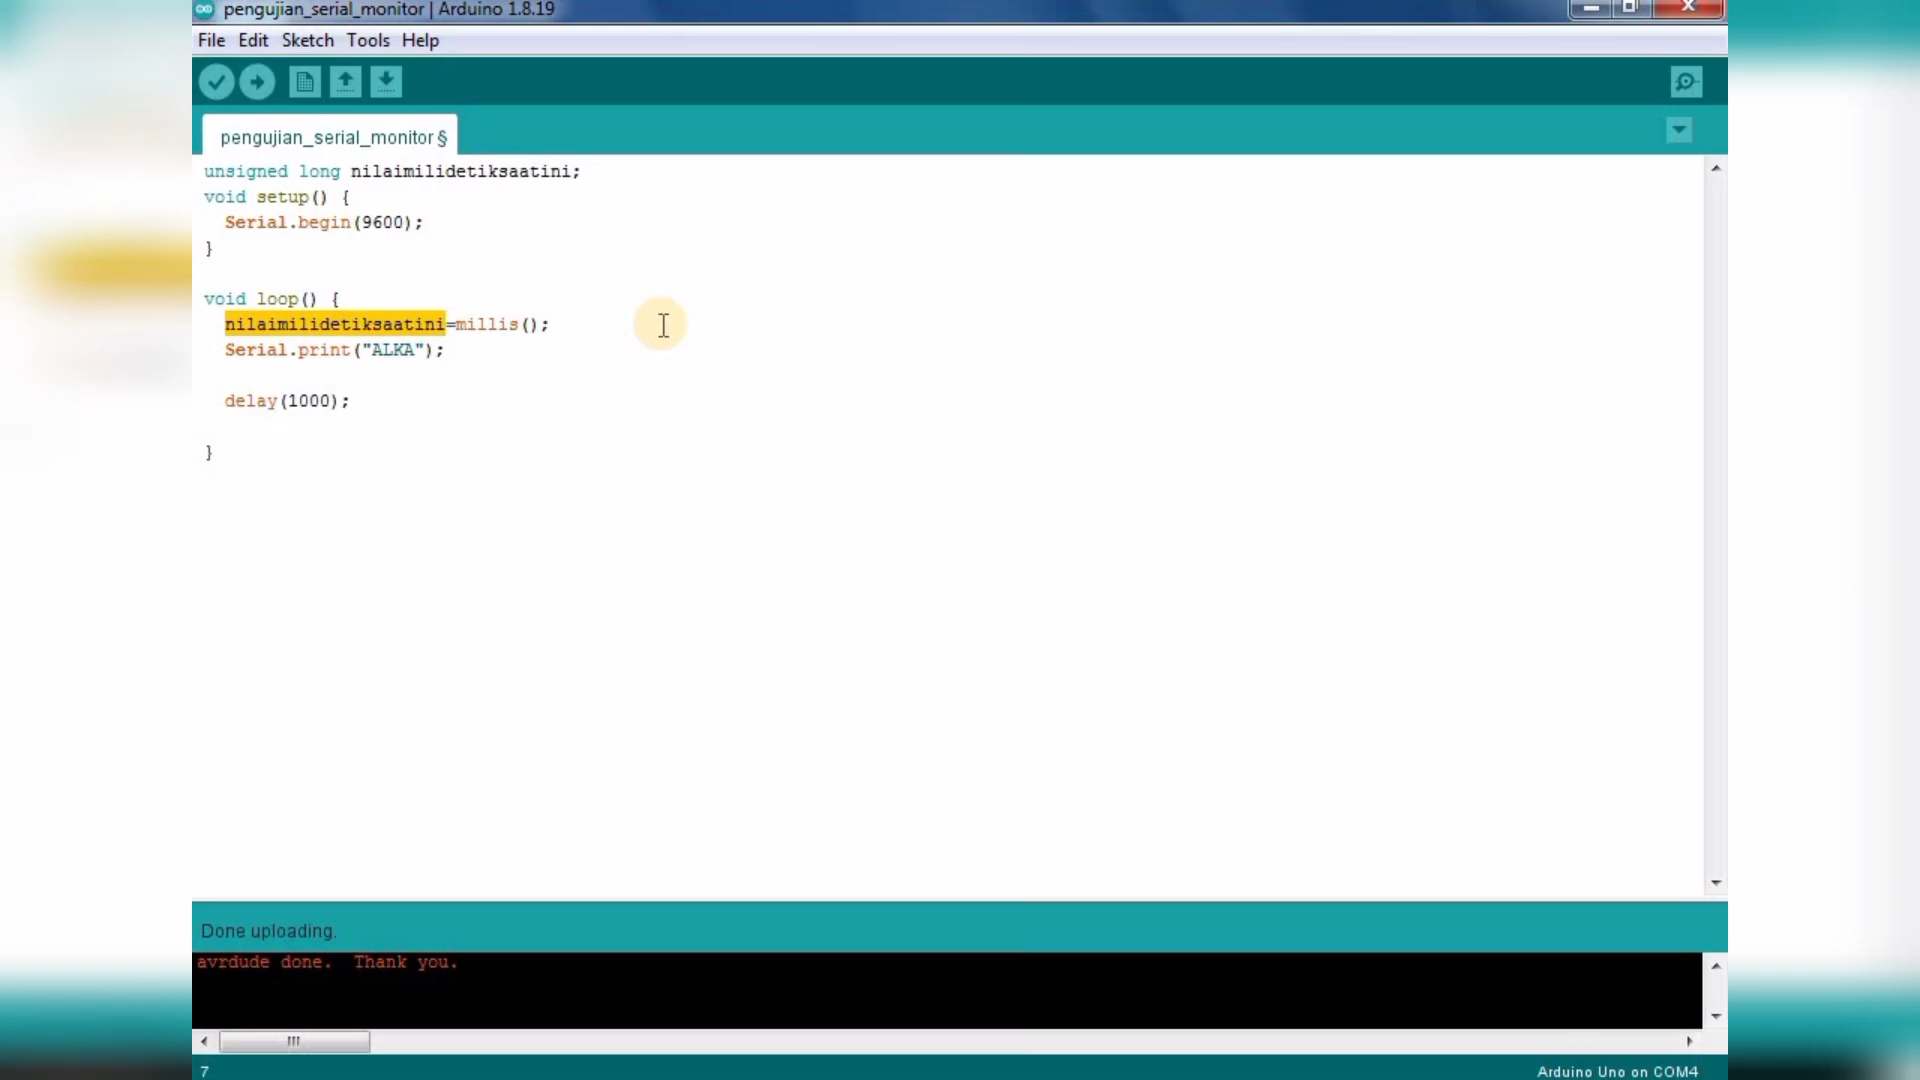 pengujian_serial_monitor | Arduino 1.8.19
File Edit Sketch Tools Help
pengujian_serial_monitor §
unsigned long nilaimilidetiksaatini;
void setup() {
  Serial.begin(9600);
}
void loop() {
  nilaimilidetiksaatini=millis();
  Serial.print("ALKA");
  delay(1000);
}
Done uploading.
avrdude done.  Thank you.
7
Arduino Uno on COM4